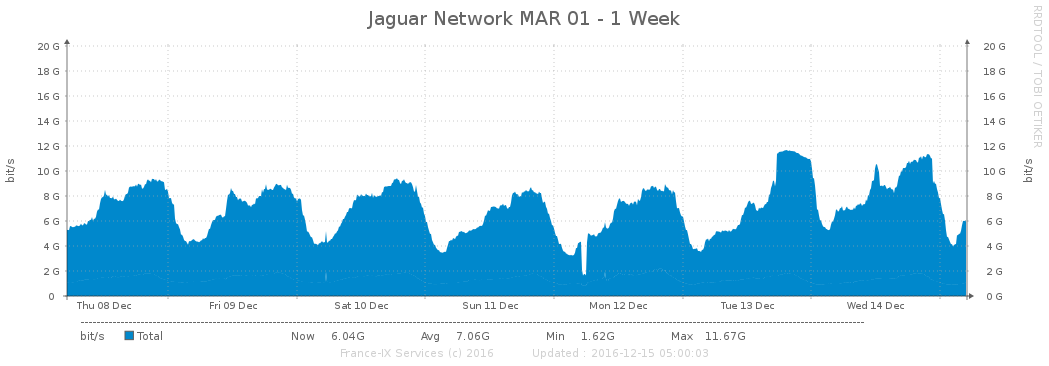 Jaguar Network MAR 01 - 1 Week
RRDTOOL / TOBI OETIKER
bit/s
bit/s
20 G 20 G
18 G 18 G
16 G 16 G
14 G 14 G
12 G 12 G
10 G 10 G
8 G 8 G
6 G 6 G
4 G 4 G
2 G 2 G
0 0 G
Thu 08 Dec Fri 09 Dec Sat 10 Dec Sun 11 Dec Mon 12 Dec Tue 13 Dec Wed 14 Dec
bit/s Total Now 6.04G Avg 7.06G Min 1.62G Max 11.67G
France-IX Services (c) 2016 Updated : 2016-12-15 05:00:03